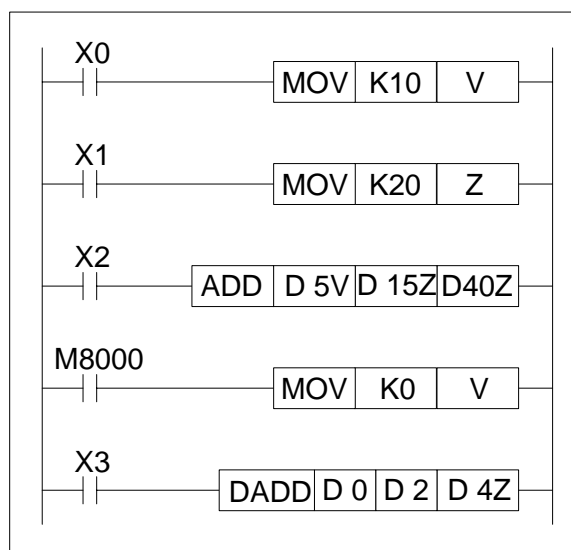 X0
MOV K10 V
X1
MOV K20 Z
X2
ADD D 5V D 15Z D40Z
M8000
MOV K0 V
X3
DADD D 0 D 2 D 4Z